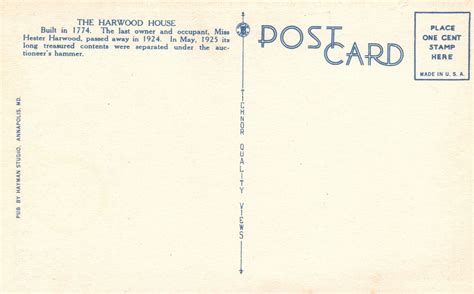 THE HARWOOD HOUSE
Built in 1774. The last owner and occupant, Miss
Hester Harwood, passed away in 1924. In May, 1925 its
long treasured contents were separated under the auc-
tioneer's hammer.
POST
CARD
PLACE
ONE CENT
STAMP
HERE
MADE IN U.S.A.
PUB BY HAYMAN STUDIO, ANNAPOLIS. MD.
TICHNOR QUALITY VIEWS